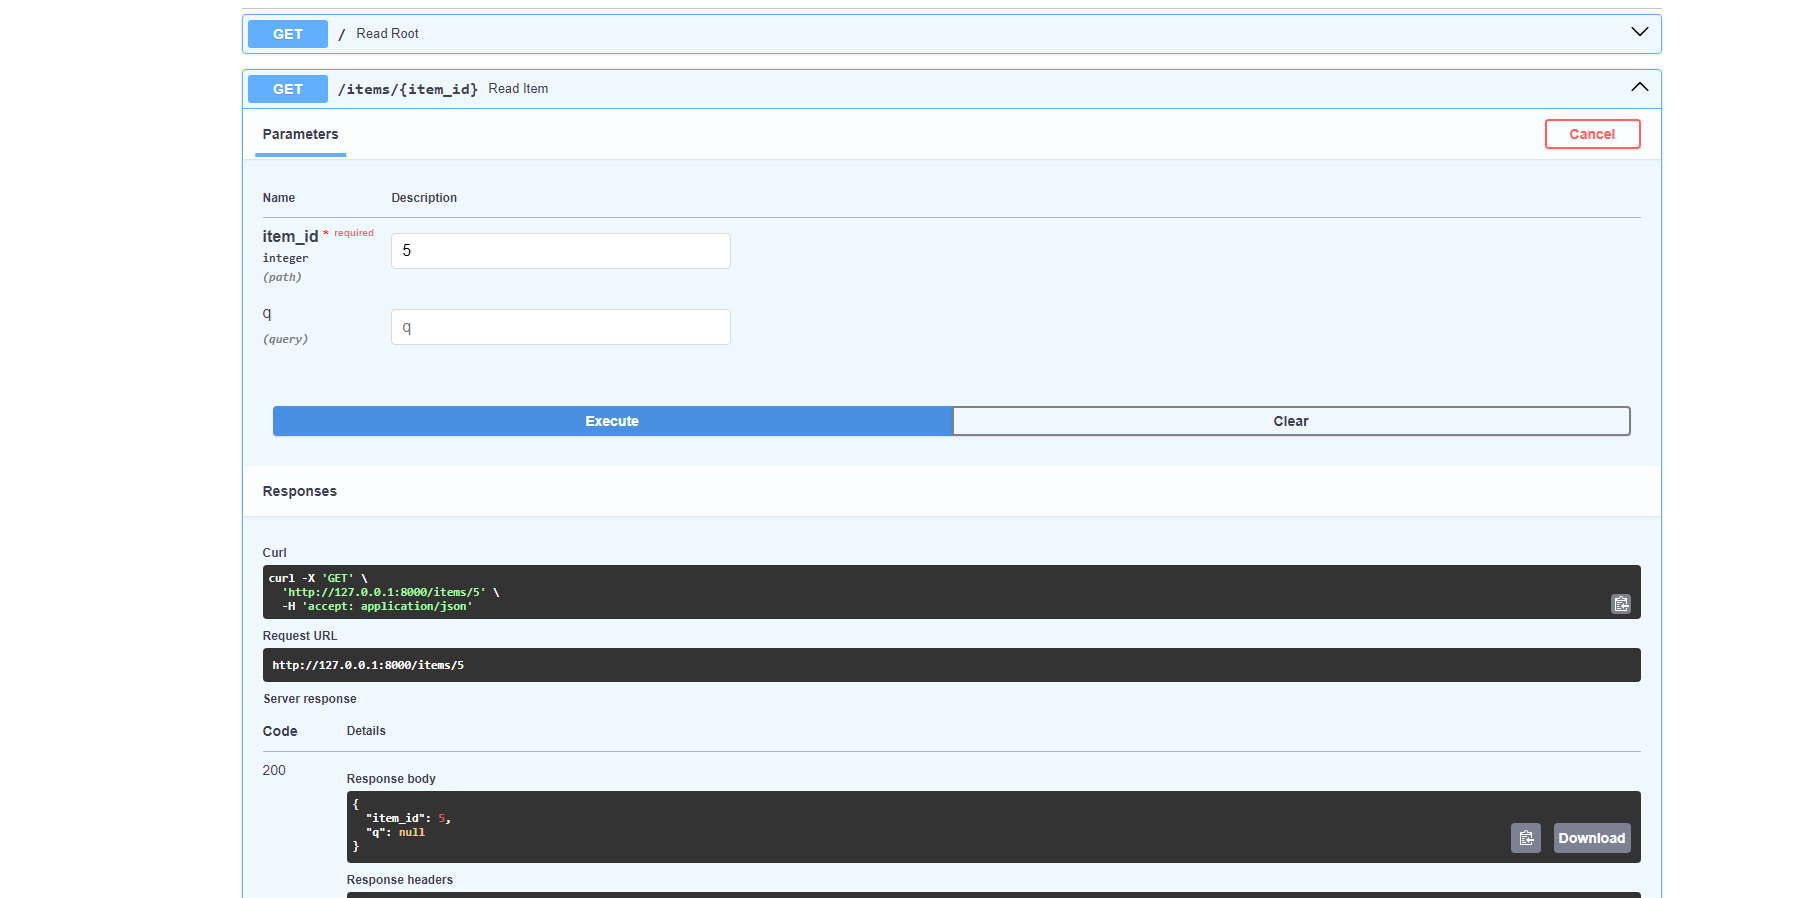 GET / Read Root
GET /items/{item_id} Read Item
Parameters Cancel
Name Description
item_id * required
integer
(path)
5
q
(query)
q
Execute Clear
Responses
Curl
curl -X 'GET' \
'http://127.0.0.1:8000/items/5' \
-H 'accept: application/json'
Request URL
http://127.0.0.1:8000/items/5
Server response
Code Details
200
Response body
{
"item_id": 5,
"q": null
}
Download
Response headers